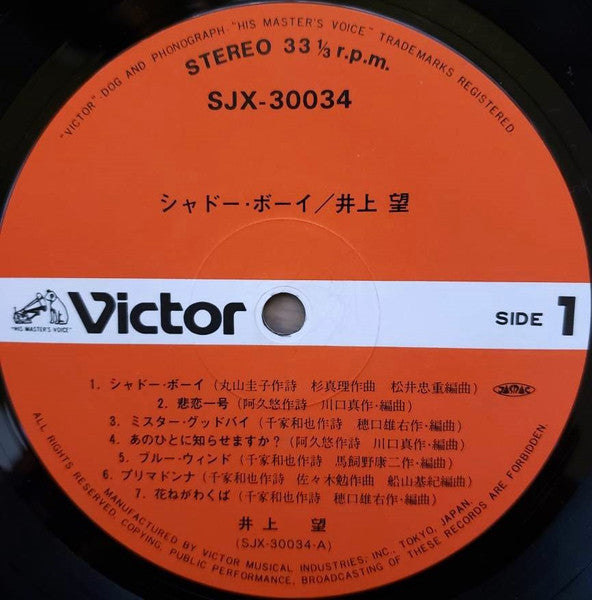 "VICTOR"-DOG AND PHONOGRAPH-"HIS MASTER'S VOICE" TRADEMARKS REGISTERED
STEREO 33 1/3 r.p.m.
SJX-30034
シャドー・ボーイ／井上 望
"HIS MASTER'S VOICE"
Victor
SIDE 1
1. シャドー・ボーイ（丸山圭子作詩 杉真理作曲 松井忠重編曲）
JASRAC
2. 悲恋一号（阿久悠作詩 川口真作・編曲）
3. ミスター・グッドバイ（千家和也作詩 穂口雄右作・編曲）
4. あのひとに知らせますか？（阿久悠作詩 川口真作・編曲）
5. ブルー・ウィンド（千家和也作詩 馬飼野康二作・編曲）
6. プリマドンナ（千家和也作詩 佐々木勉作曲 船山基紀編曲）
7. 花ねがわくば（千家和也作詩 穂口雄右作・編曲）
井上 望
(SJX-30034-A)
MANUFACTURED BY VICTOR MUSICAL INDUSTRIES, INC., TOKYO, JAPAN.
ALL RIGHTS RESERVED, COPYING, PUBLIC PERFORMANCE, BROADCASTING OF THESE RECORDS ARE FORBIDDEN.